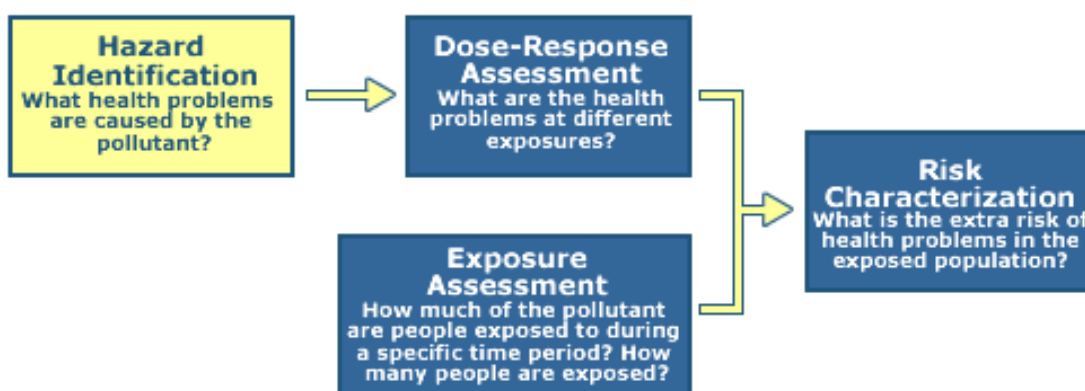 Hazard
Identification
What health problems
are caused by the
pollutant?
Dose-Response
Assessment
What are the health
problems at different
exposures?
Exposure
Assessment
How much of the pollutant
are people exposed to during
a specific time period? How
many people are exposed?
Risk
Characterization
What is the extra risk of
health problems in the
exposed population?